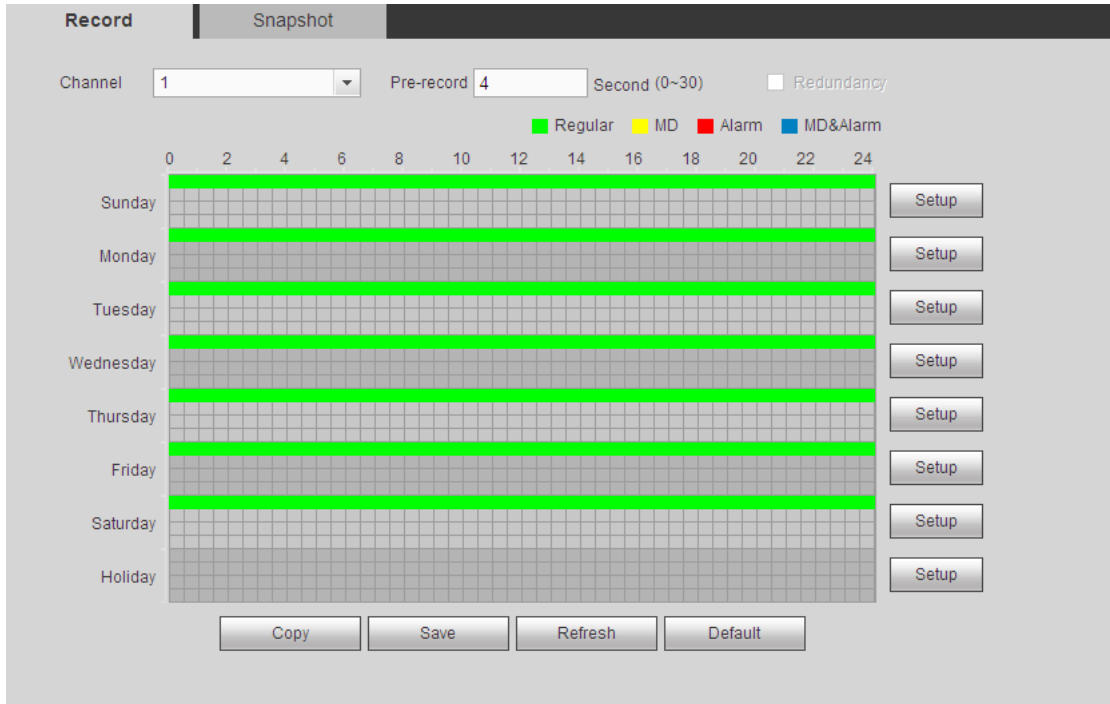 Record Snapshot
Channel 1 Pre-record 4 Second (0~30) Redundancy
Regular MD Alarm MD&Alarm
0 2 4 6 8 10 12 14 16 18 20 22 24
Sunday Setup
Monday Setup
Tuesday Setup
Wednesday Setup
Thursday Setup
Friday Setup
Saturday Setup
Holiday Setup
Copy Save Refresh Default